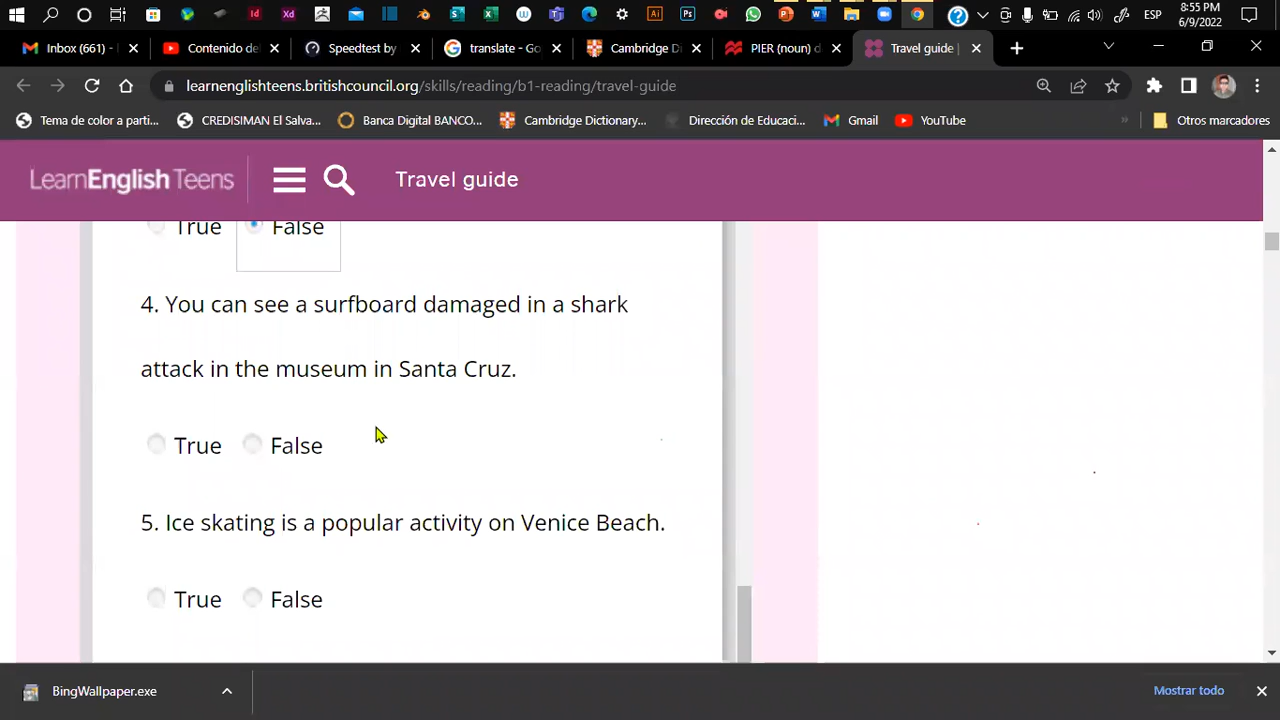 8:55 PM
ESP
6/9/2022
Inbox (661) -
Contenido de
Speedtest by
translate - Go
Cambridge D
PIER (noun) d
Travel guide |
learnenglishteens.britishcouncil.org/skills/reading/b1-reading/travel-guide
Tema de color a parti...
CREDISIMAN El Salva...
Banca Digital BANCO...
Cambridge Dictionary...
Dirección de Educaci...
Gmail
YouTube
»
Otros marcadores
LearnEnglish Teens
Travel guide
True False
4. You can see a surfboard damaged in a shark
attack in the museum in Santa Cruz.
True False
5. Ice skating is a popular activity on Venice Beach.
True False
BingWallpaper.exe
Mostrar todo